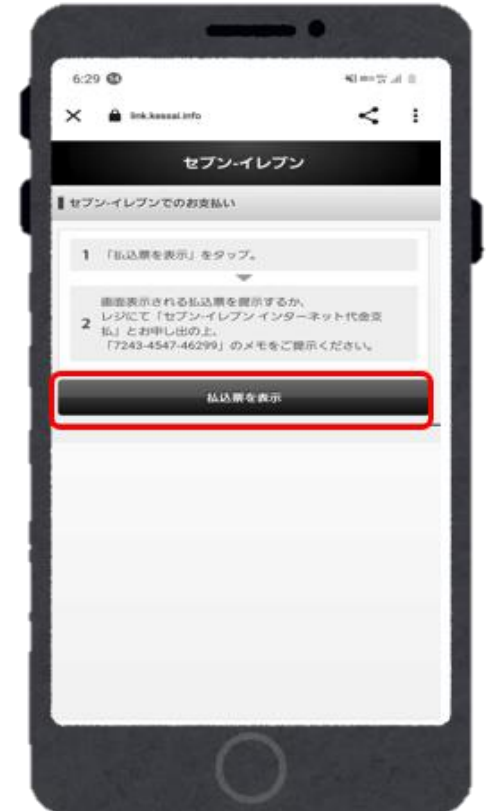 6:29
link.kessai.info
セブン-イレブン
セブン-イレブンでのお支払い
1 「払込票を表示」をタップ。
画面表示される払込票を提示するか、
レジにて「セブン-イレブン インターネット代金支
2 払」とお申し出の上、
「7243-4547-46299」のメモをご提示ください。
払込票を表示